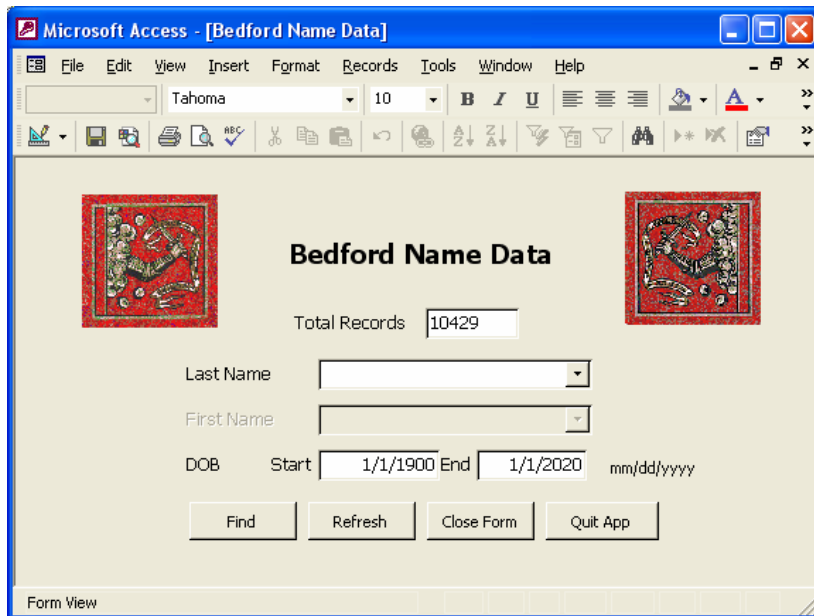 Microsoft Access - [Bedford Name Data]
File Edit View Insert Format Records Tools Window Help
Tahoma 10 B I U A
ABC A Z Z A
Bedford Name Data
Total Records 10429
Last Name
First Name
DOB Start 1/1/1900 End 1/1/2020 mm/dd/yyyy
Find Refresh Close Form Quit App
Form View